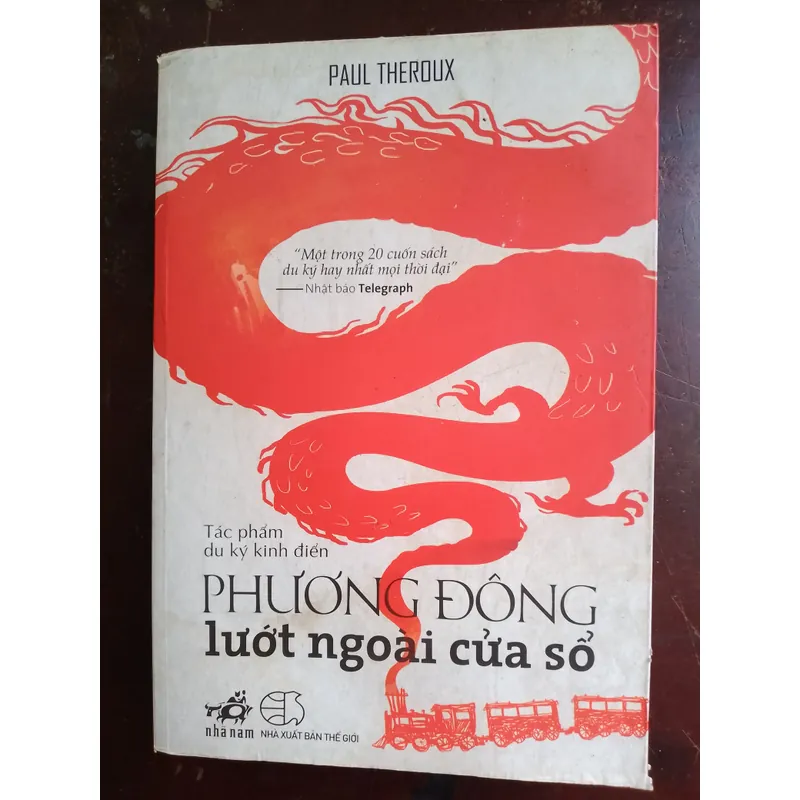 PAUL THEROUX
“Một trong 20 cuốn sách
du ký hay nhất mọi thời đại”
Nhật báo Telegraph
Tác phẩm
du ký kinh điển
PHƯƠNG ĐÔNG
lướt ngoài cửa sổ
nhã nam
NHÀ XUẤT BẢN THẾ GIỚI